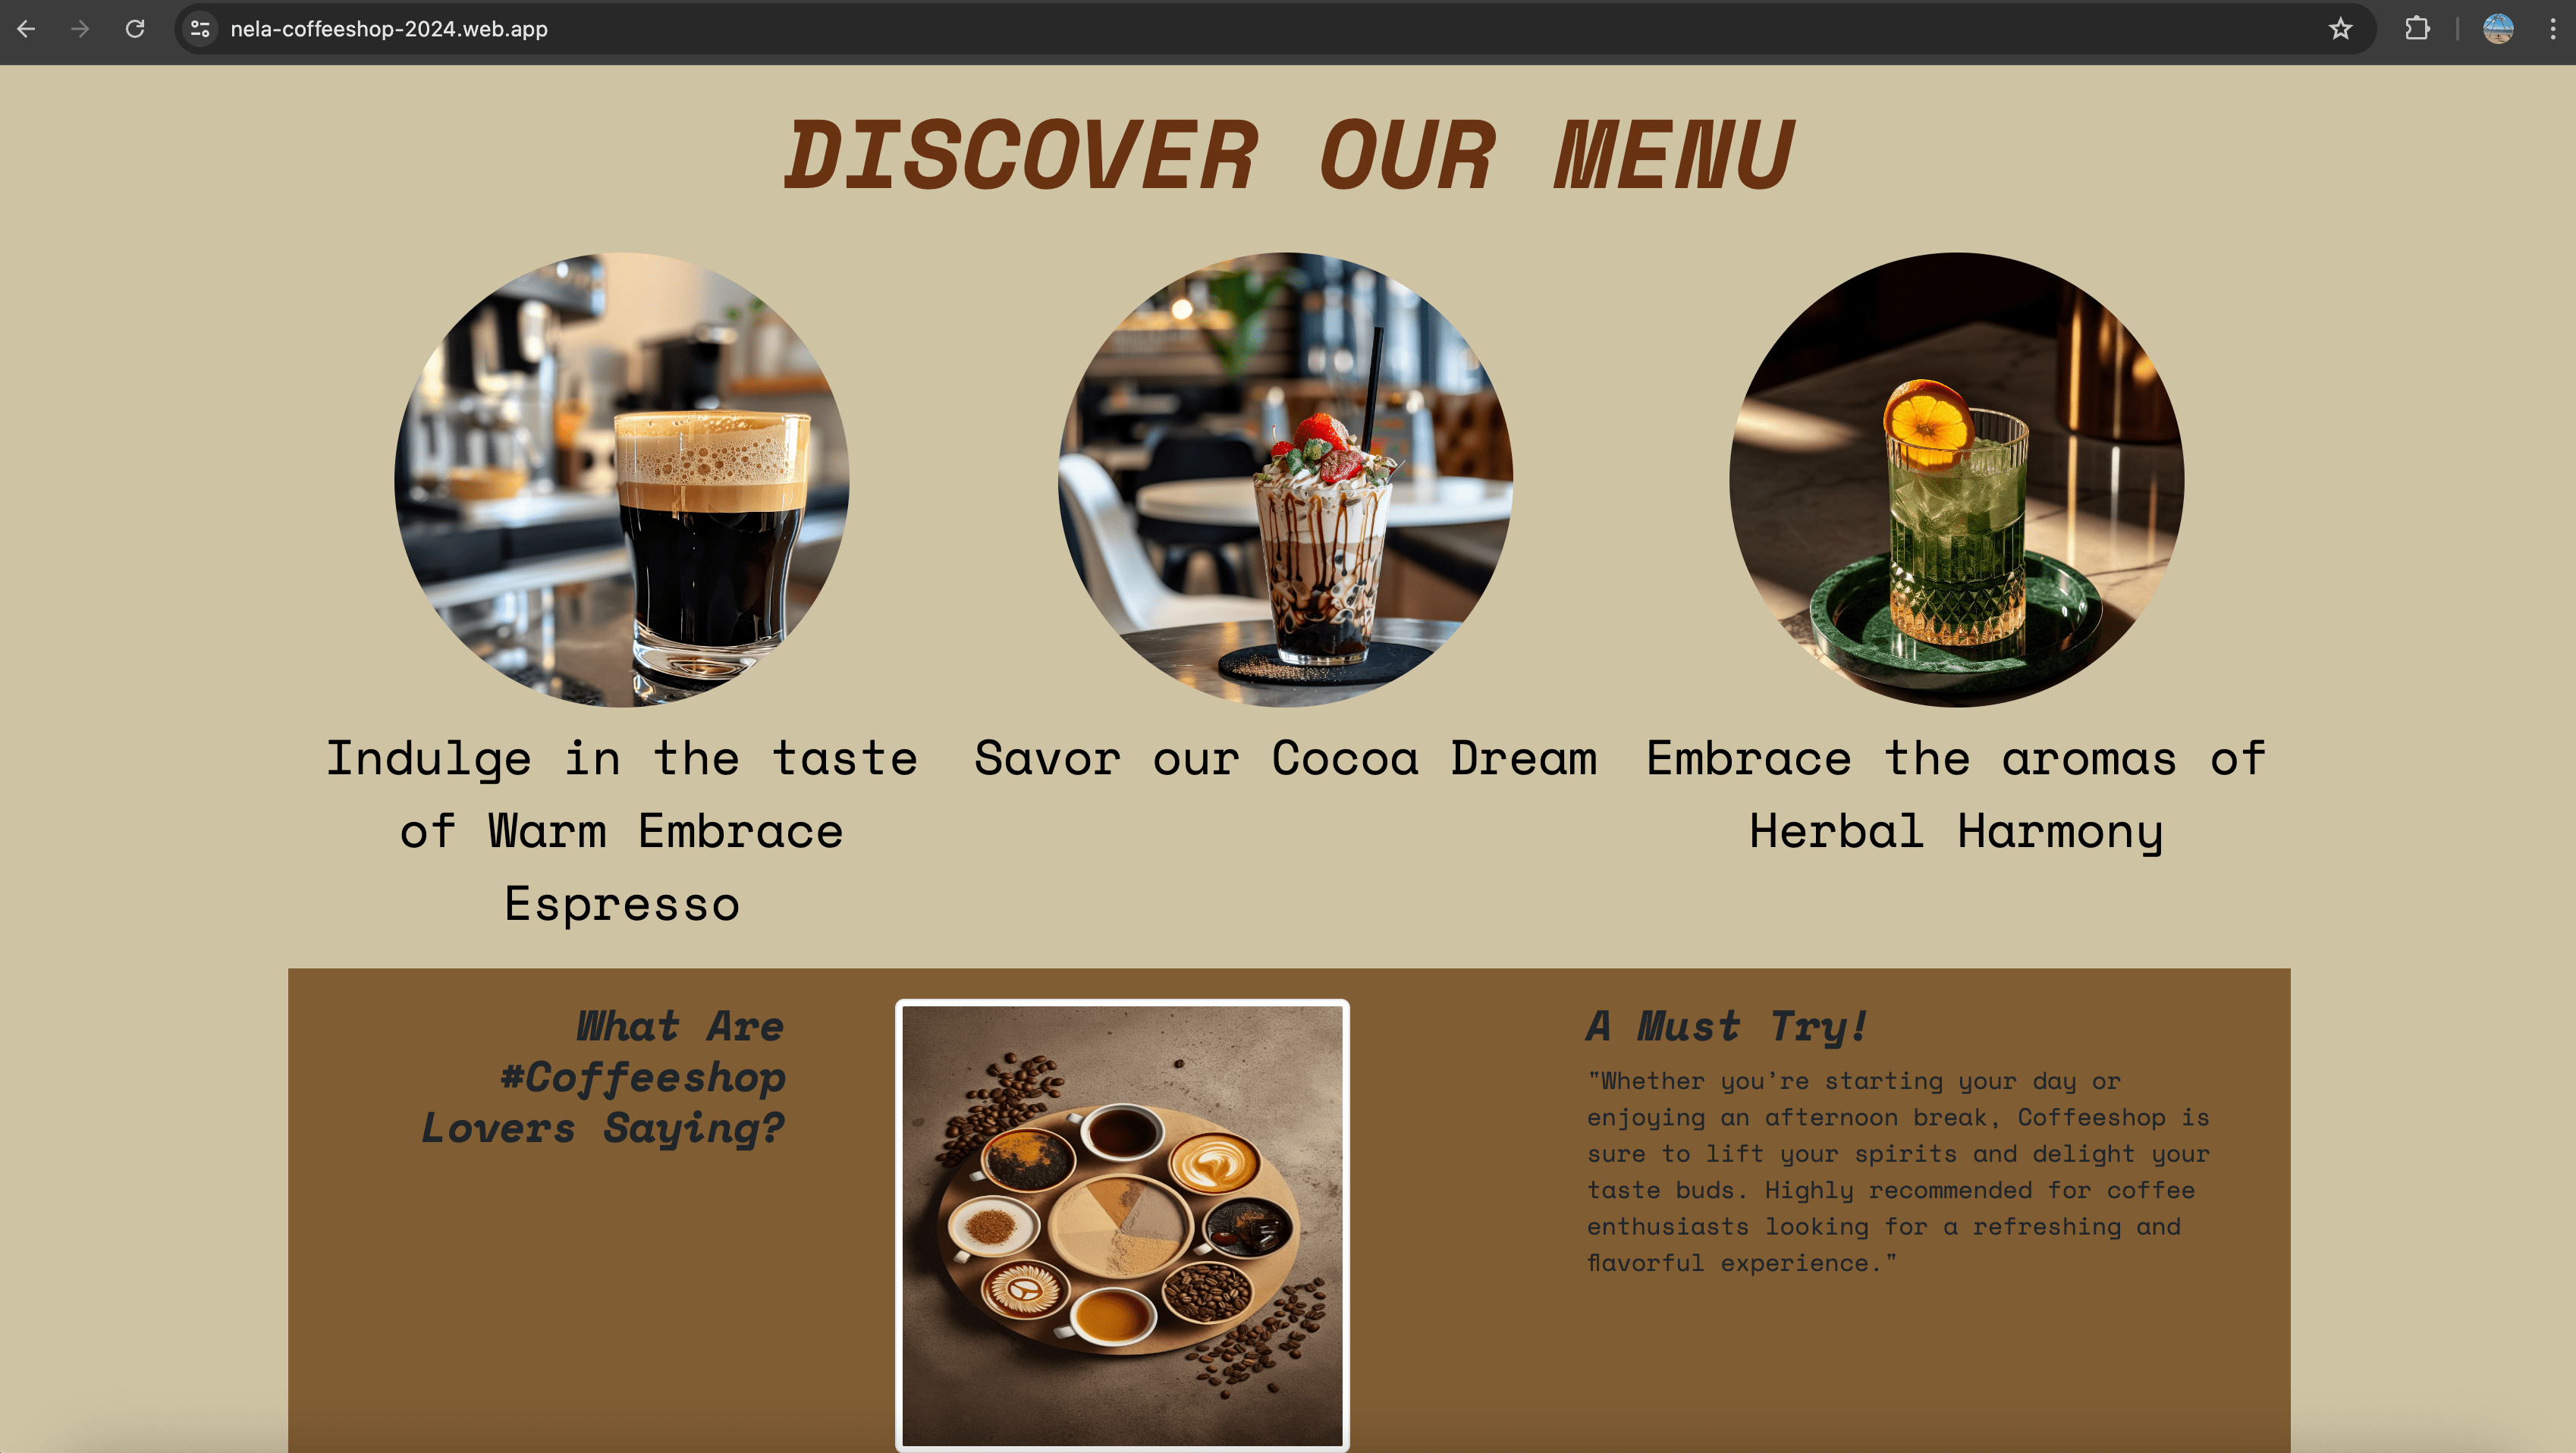 nela-coffeeshop-2024.web.app
DISCOVER OUR MENU
Indulge in the taste
of Warm Embrace
Espresso
Savor our Cocoa Dream
Embrace the aromas of
Herbal Harmony
What Are
#Coffeeshop
Lovers Saying?
A Must Try!
"Whether you're starting your day or
enjoying an afternoon break, Coffeeshop is
sure to lift your spirits and delight your
taste buds. Highly recommended for coffee
enthusiasts looking for a refreshing and
flavorful experience."